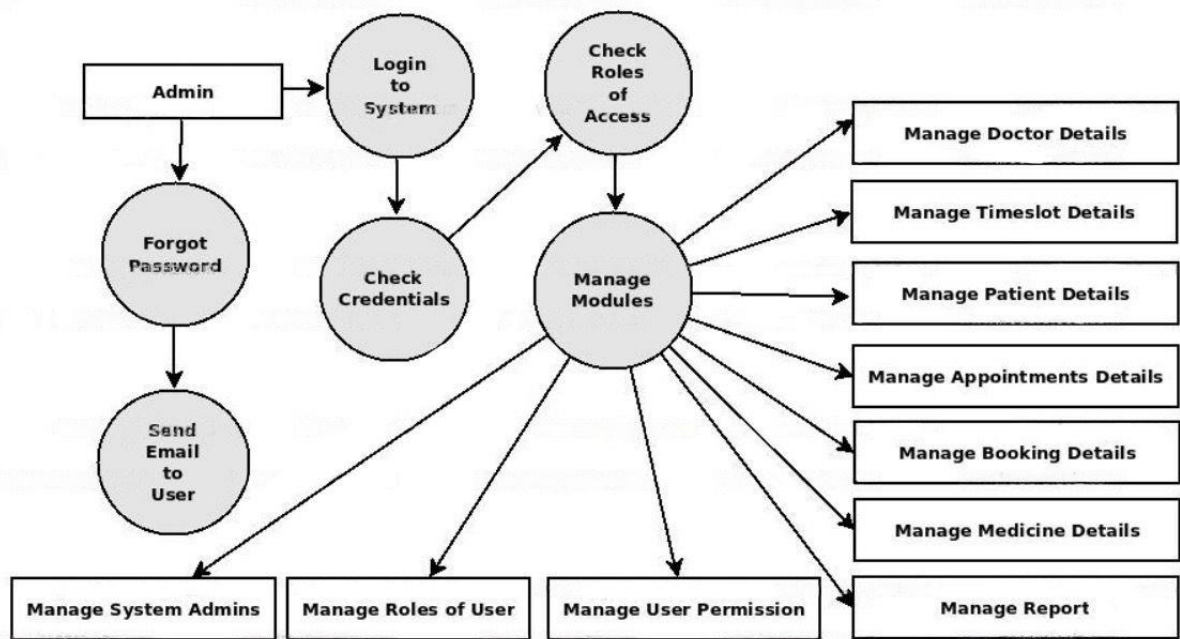 Admin
Login
to
System
Check
Roles
of
Access
Manage Doctor Details
Manage Timeslot Details
Forgot
Password
Check
Credentials
Manage
Modules
Manage Patient Details
Manage Appointments Details
Send
Email
to
User
Manage Booking Details
Manage Medicine Details
Manage System Admins
Manage Roles of User
Manage User Permission
Manage Report